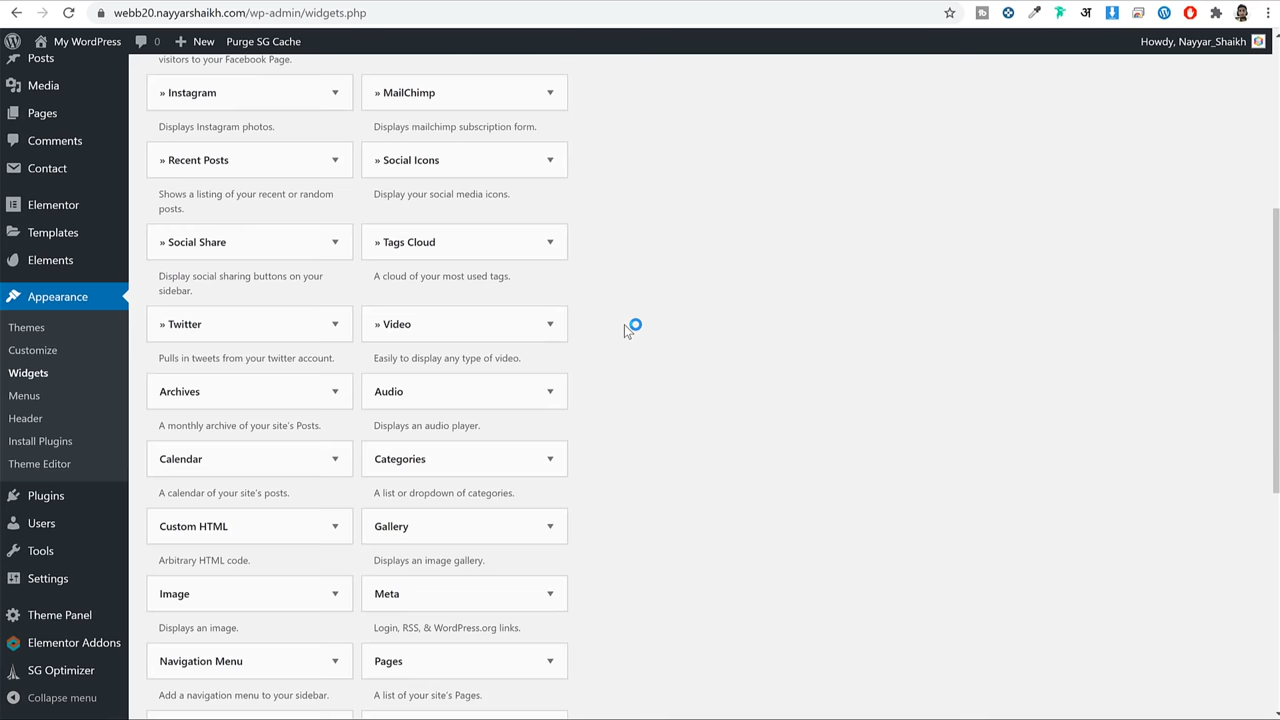 webb20.nayyarshaikh.com/wp-admin/widgets.php
My WordPress 0 New Purge SG Cache Howdy, Nayyar_Shaikh
Posts
Media
Pages
Comments
Contact
Elementor
Templates
Elements
Appearance
Themes
Customize
Widgets
Menus
Header
Install Plugins
Theme Editor
Plugins
Users
Tools
Settings
Theme Panel
Elementor Addons
SG Optimizer
Collapse menu
visitors to your Facebook Page.
» Instagram
Displays Instagram photos.
» MailChimp
Displays mailchimp subscription form.
» Recent Posts
Shows a listing of your recent or random
posts.
» Social Icons
Display your social media icons.
» Social Share
Display social sharing buttons on your
sidebar.
» Tags Cloud
A cloud of your most used tags.
» Twitter
Pulls in tweets from your twitter account.
» Video
Easily to display any type of video.
Archives
A monthly archive of your site's Posts.
Audio
Displays an audio player.
Calendar
A calendar of your site's posts.
Categories
A list or dropdown of categories.
Custom HTML
Arbitrary HTML code.
Gallery
Displays an image gallery.
Image
Displays an image.
Meta
Login, RSS, & WordPress.org links.
Navigation Menu
Add a navigation menu to your sidebar.
Pages
A list of your site's Pages.